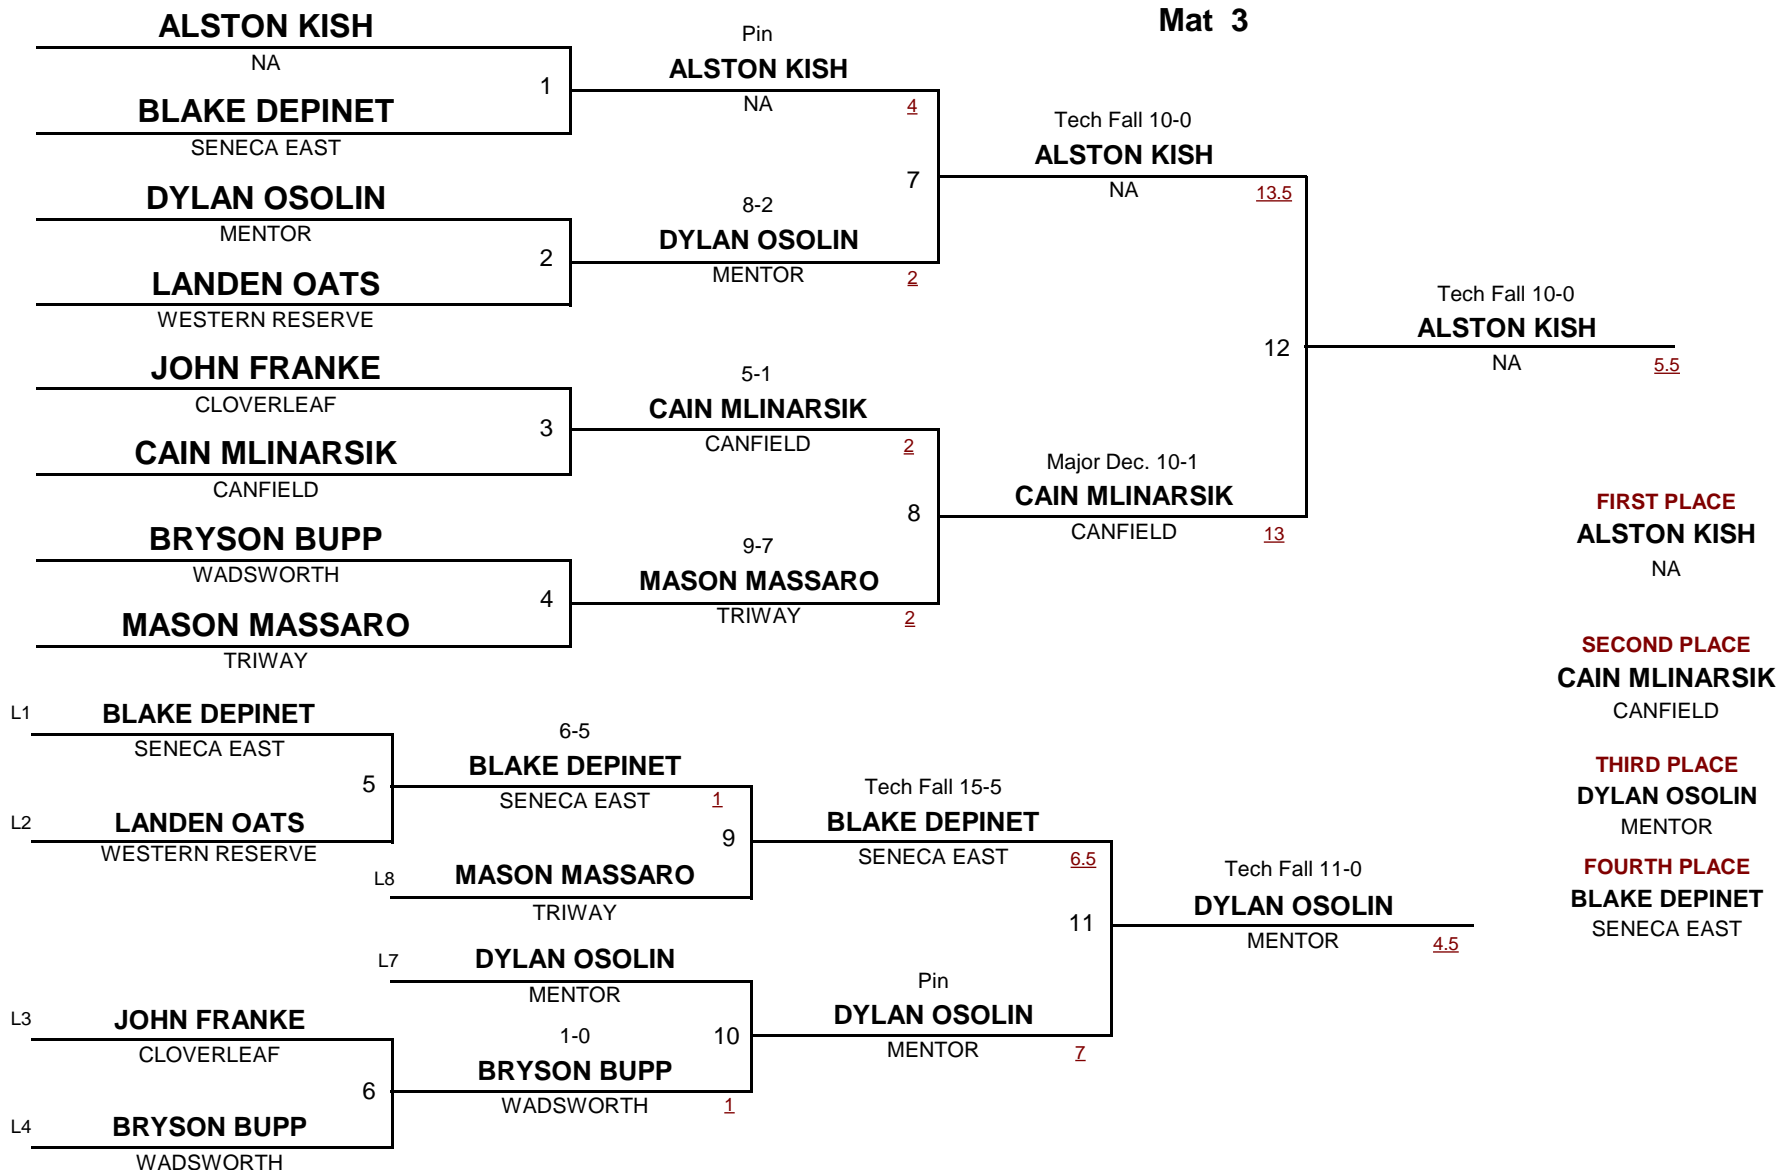 Mat 3
ALSTON KISH
NA
1
BLAKE DEPINET
SENECA EAST
Pin
ALSTON KISH
NA
4
DYLAN OSOLIN
MENTOR
2
LANDEN OATS
WESTERN RESERVE
8-2
DYLAN OSOLIN
MENTOR
2
7
Tech Fall 10-0
ALSTON KISH
NA
13.5
JOHN FRANKE
CLOVERLEAF
3
CAIN MLINARSIK
CANFIELD
5-1
CAIN MLINARSIK
CANFIELD
2
BRYSON BUPP
WADSWORTH
4
MASON MASSARO
TRIWAY
9-7
MASON MASSARO
TRIWAY
2
8
Major Dec. 10-1
CAIN MLINARSIK
CANFIELD
13
12
Tech Fall 10-0
ALSTON KISH
NA
5.5
FIRST PLACE
ALSTON KISH
NA
SECOND PLACE
CAIN MLINARSIK
CANFIELD
THIRD PLACE
DYLAN OSOLIN
MENTOR
FOURTH PLACE
BLAKE DEPINET
SENECA EAST
L1
BLAKE DEPINET
SENECA EAST
5
L2
LANDEN OATS
WESTERN RESERVE
6-5
BLAKE DEPINET
SENECA EAST
1
9
L8
MASON MASSARO
TRIWAY
Tech Fall 15-5
BLAKE DEPINET
SENECA EAST
6.5
L7
DYLAN OSOLIN
MENTOR
10
L3
JOHN FRANKE
CLOVERLEAF
6
L4
BRYSON BUPP
WADSWORTH
1-0
BRYSON BUPP
WADSWORTH
1
Pin
DYLAN OSOLIN
MENTOR
7
11
Tech Fall 11-0
DYLAN OSOLIN
MENTOR
4.5